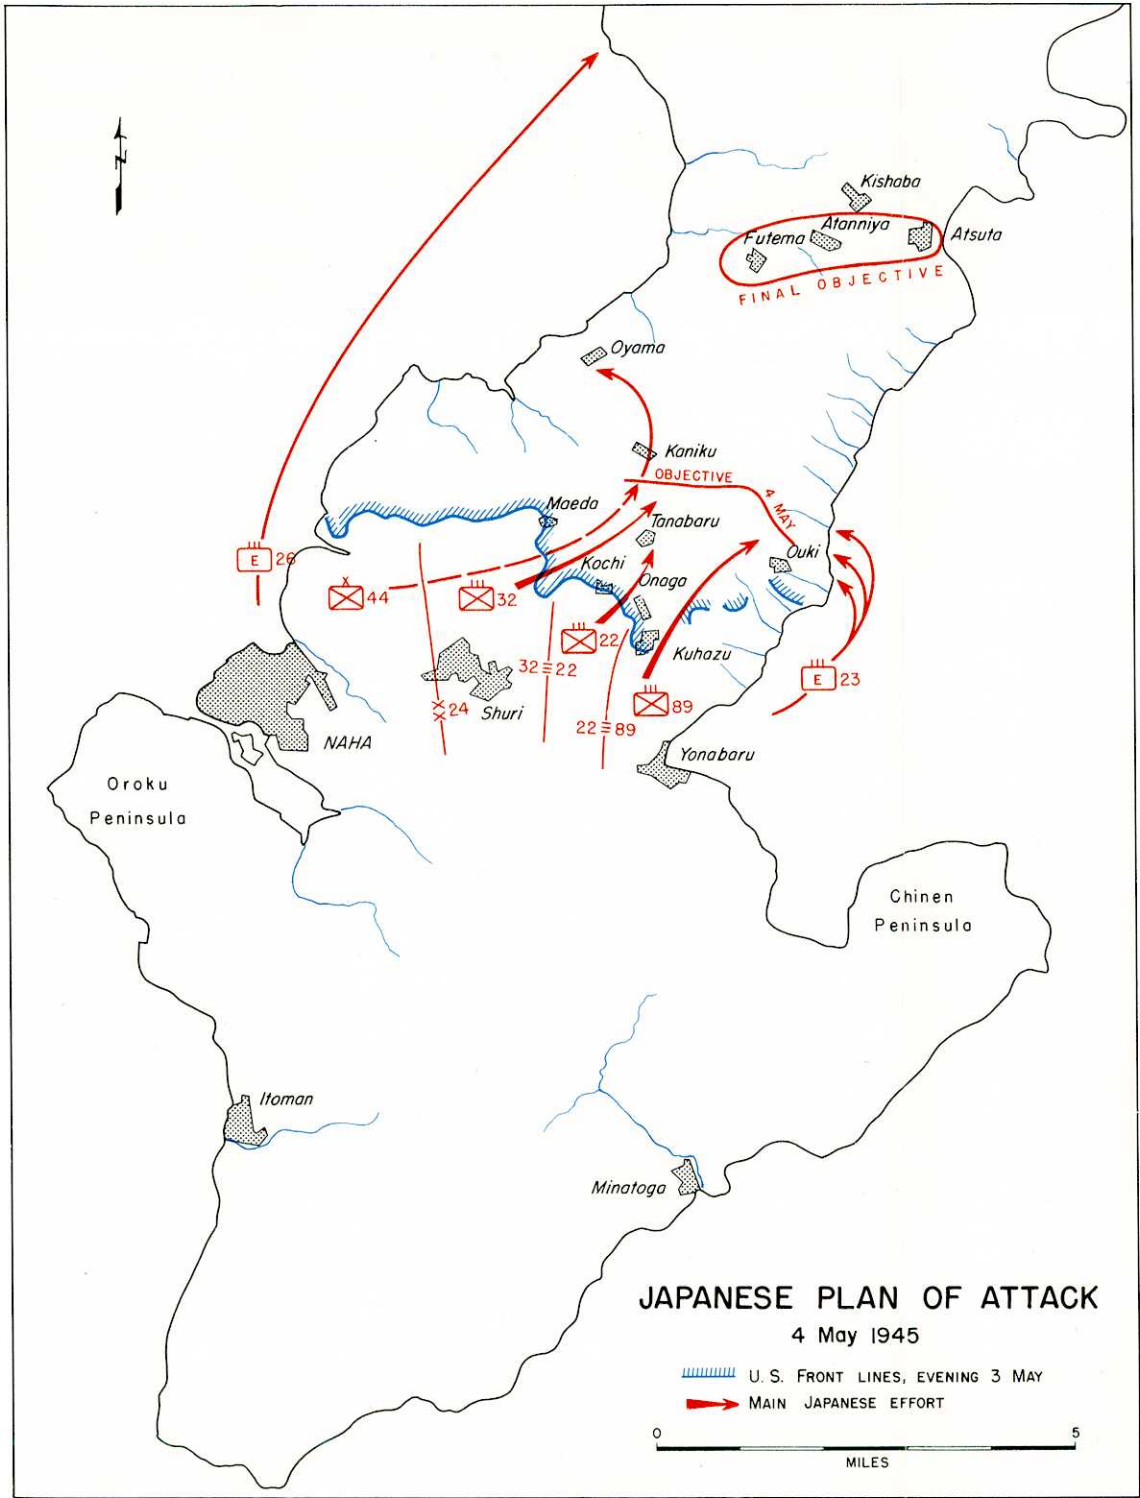 N
Kishaba
Atanniya
Futema
Atsuta
FINAL OBJECTIVE
Oyama
Kaniku
OBJECTIVE
4 MAY
Maeda
Tanabaru
Ouki
E 26
Kochi
Onaga
44
32
22
Kuhazu
32 22
E 23
24
Shuri
89
22 89
NAHA
Yonabaru
Oroku
Peninsula
Chinen
Peninsula
Itoman
Minatoga
JAPANESE PLAN OF ATTACK
4 May 1945
U. S. FRONT LINES, EVENING 3 MAY
MAIN JAPANESE EFFORT
0 5
MILES